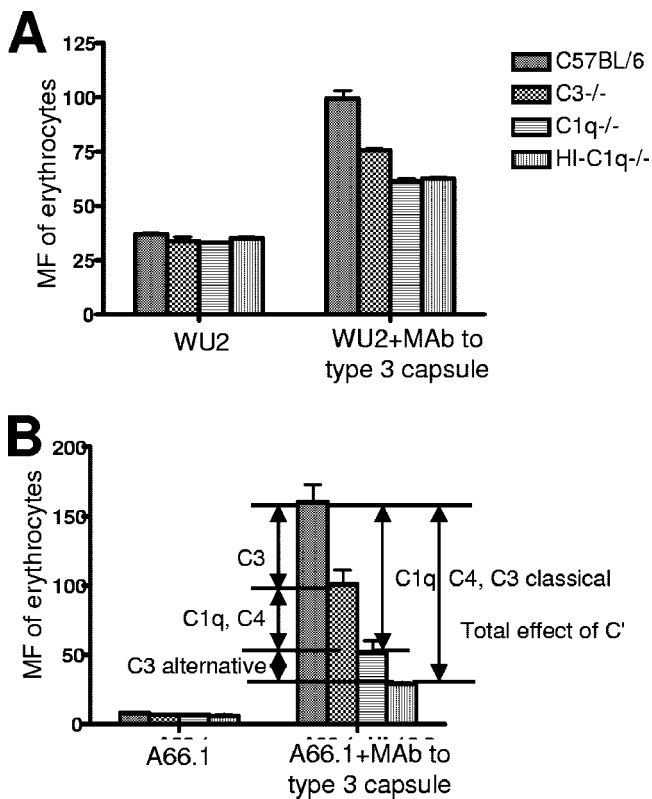 A
125
100
75
50
25
0
MF of erythrocytes
C57BL/6
C3-/-
C1q-/-
HI-C1q-/-
WU2
WU2+MAb to
type 3 capsule
B
200
150
100
50
0
MF of erythrocytes
C3
C1q, C4
C3 alternative
C1q C4, C3 classical
Total effect of C'
A66.1
A66.1+MAb to
type 3 capsule